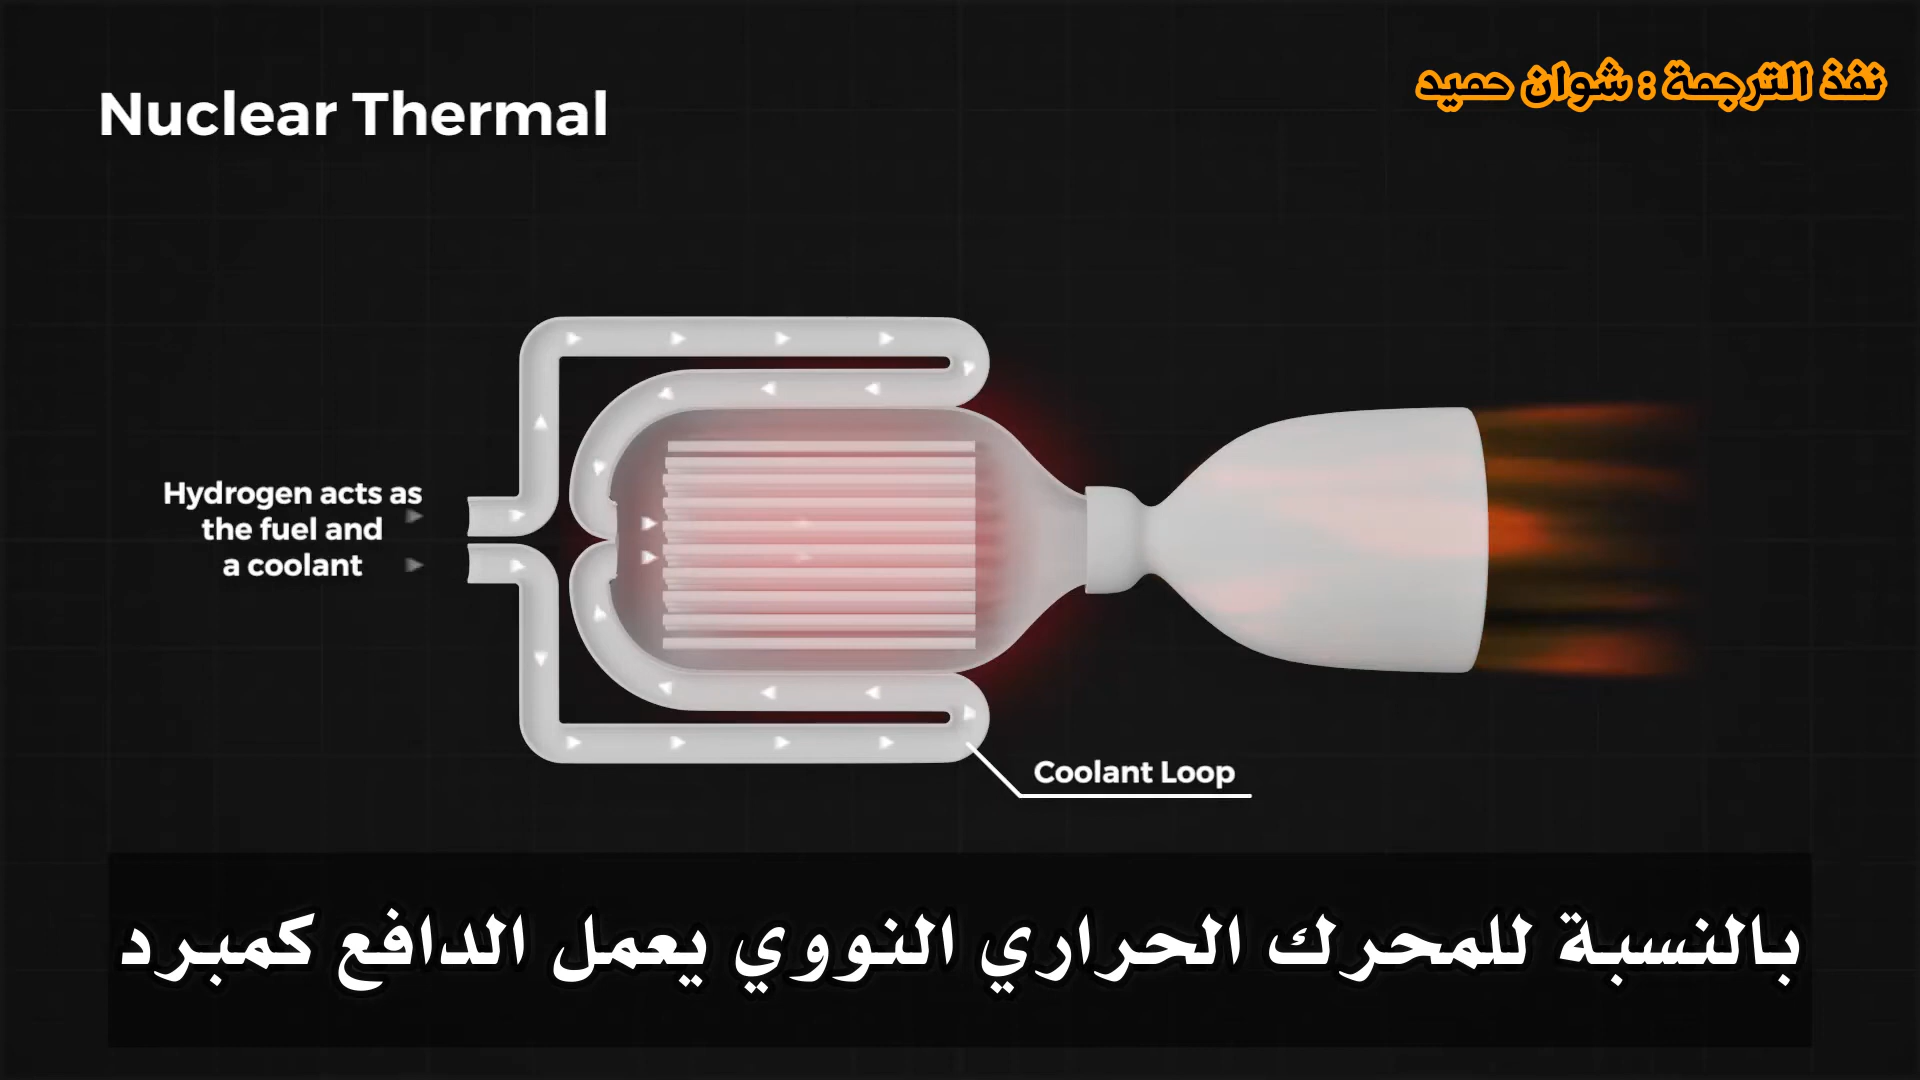 Nuclear Thermal
نفذ الترجمة : شوان حميد
Hydrogen acts as
the fuel and
a coolant
Coolant Loop
بالنسبة للمحرك الحراري النووي يعمل الدافع كمبرد